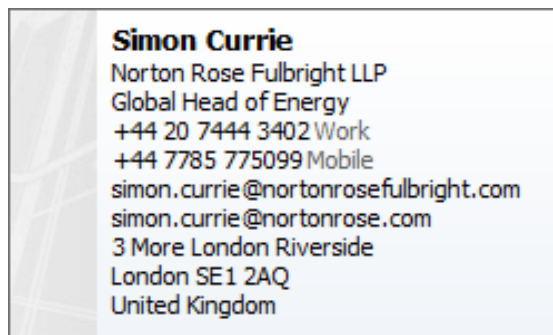 Simon Currie
Norton Rose Fulbright LLP
Global Head of Energy
+44 20 7444 3402 Work
+44 7785 775099 Mobile
simon.currie@nortonrosefulbright.com
simon.currie@nortonrose.com
3 More London Riverside
London SE1 2AQ
United Kingdom